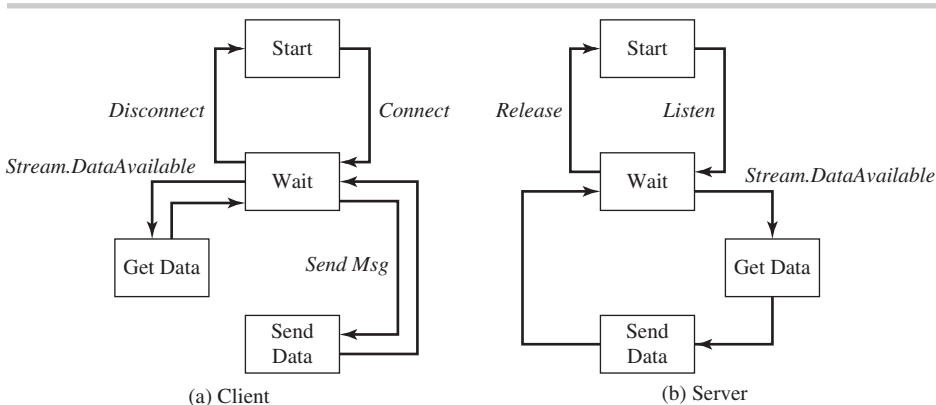 Start
Disconnect
Connect
Stream.DataAvailable
Wait
Get Data
Send Msg
Send
Data
(a) Client
Start
Release
Listen
Wait
Stream.DataAvailable
Get Data
Send
Data
(b) Server